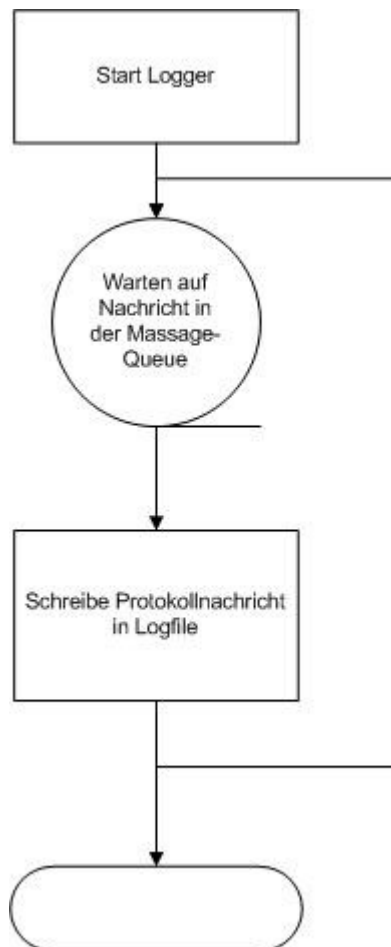 Start Logger
Warten auf
Nachricht in
der Massage-
Queue
Schreibe Protokollnachricht
in Logfile